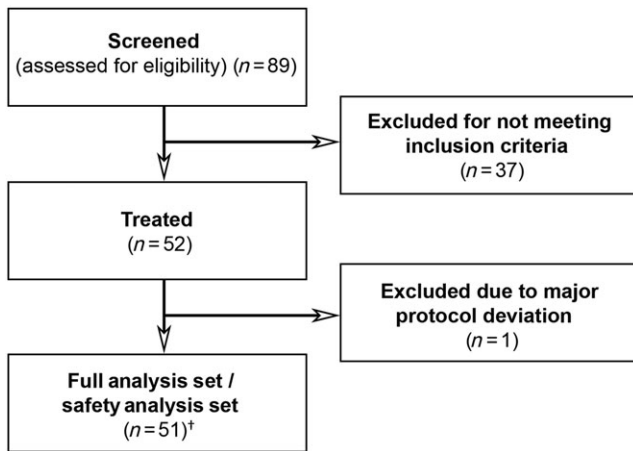 Screened
(assessed for eligibility) (n=89)
Excluded for not meeting
inclusion criteria
(n=37)
Treated
(n=52)
Excluded due to major
protocol deviation
(n=1)
Full analysis set /
safety analysis set
(n=51)†